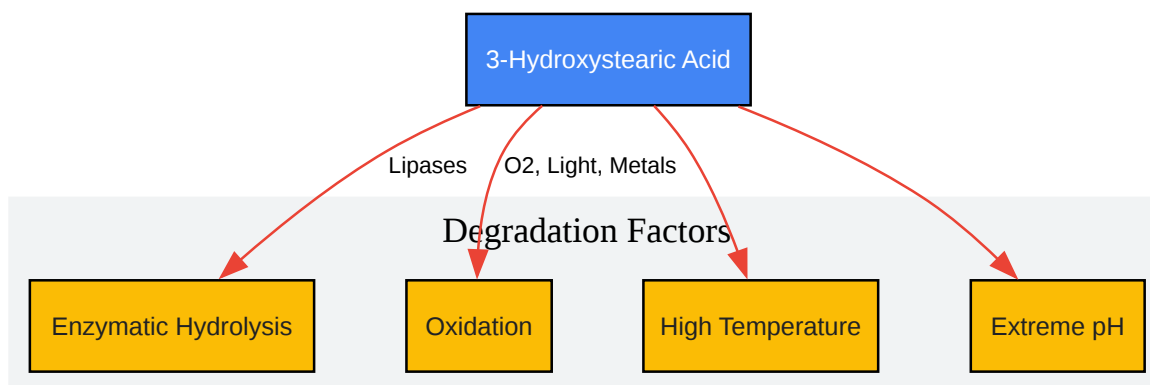 3-Hydroxystearic Acid
Lipases
O2, Light, Metals
Degradation Factors
Enzymatic Hydrolysis
Oxidation
High Temperature
Extreme pH